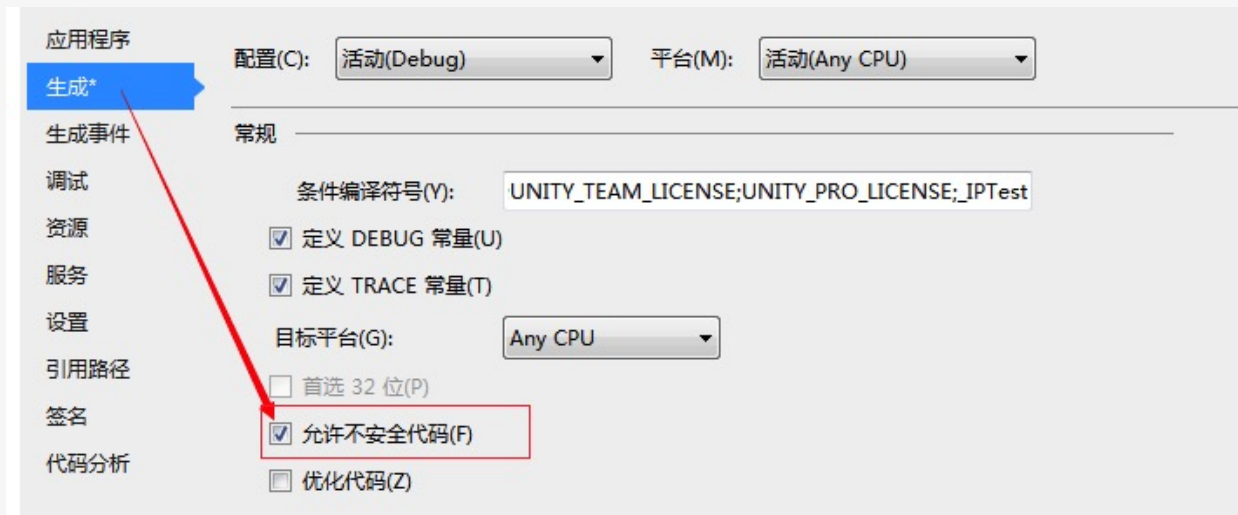 应用程序
生成*
生成事件
调试
资源
服务
设置
引用路径
签名
代码分析
配置(C): 活动(Debug) 平台(M): 活动(Any CPU)
常规
条件编译符号(Y): UNITY_TEAM_LICENSE;UNITY_PRO_LICENSE;_IPTest
定义 DEBUG 常量(U)
定义 TRACE 常量(T)
目标平台(G): Any CPU
首选 32 位(P)
允许不安全代码(F)
优化代码(Z)